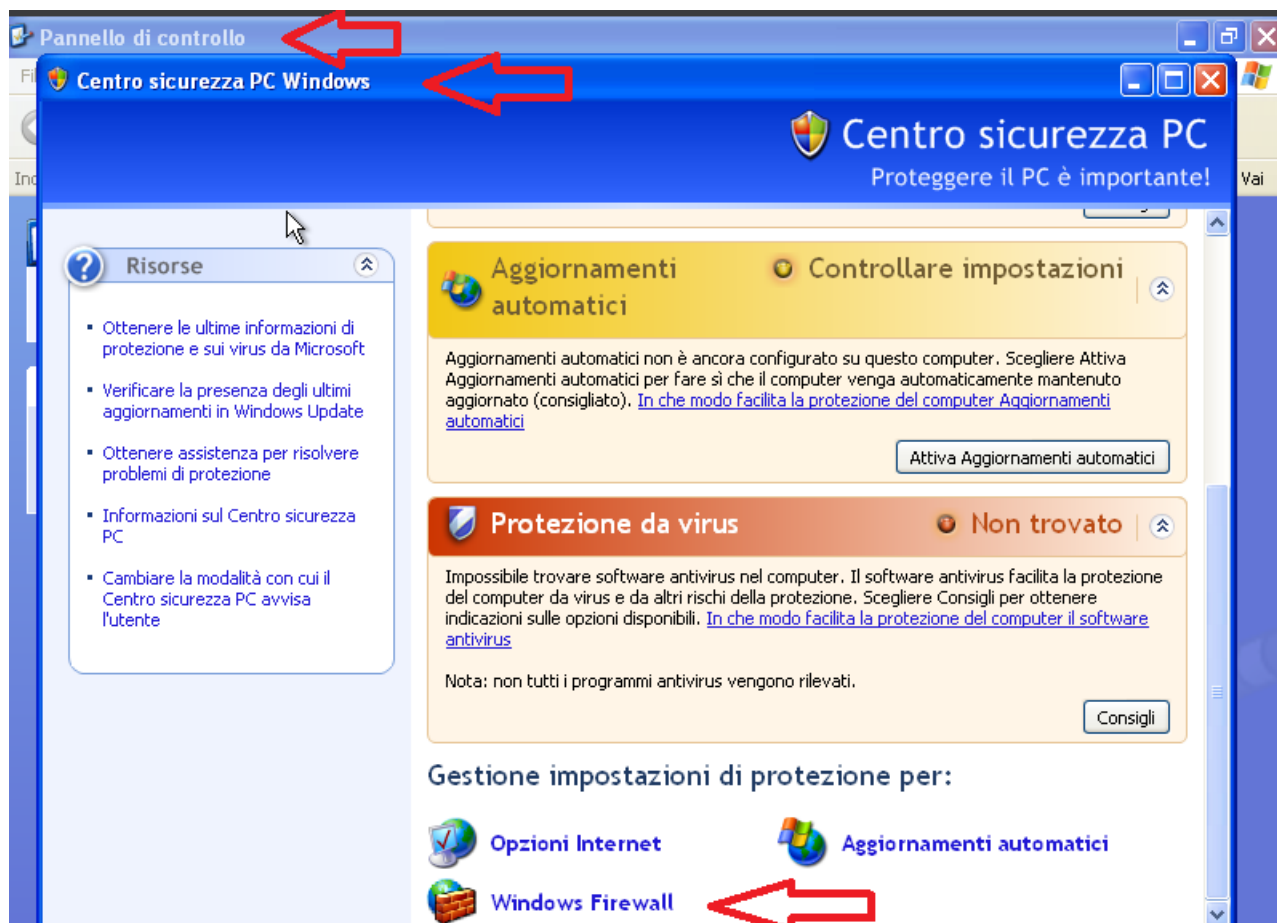 Pannello di controllo
Centro sicurezza PC Windows
Centro sicurezza PC
Proteggere il PC è importante!
Vai
Risorse
Ottenere le ultime informazioni di
protezione e sui virus da Microsoft
Verificare la presenza degli ultimi
aggiornamenti in Windows Update
Ottenere assistenza per risolvere
problemi di protezione
Informazioni sul Centro sicurezza
PC
Cambiare la modalità con cui il
Centro sicurezza PC avvisa
l'utente
Aggiornamenti
automatici
Controllare impostazioni
Aggiornamenti automatici non è ancora configurato su questo computer. Scegliere Attiva
Aggiornamenti automatici per fare sì che il computer venga automaticamente mantenuto
aggiornato (consigliato). In che modo facilita la protezione del computer Aggiornamenti
automatici
Attiva Aggiornamenti automatici
Protezione da virus
Non trovato
Impossibile trovare software antivirus nel computer. Il software antivirus facilita la protezione
del computer da virus e da altri rischi della protezione. Scegliere Consigli per ottenere
indicazioni sulle opzioni disponibili. In che modo facilita la protezione del computer il software
antivirus
Nota: non tutti i programmi antivirus vengono rilevati.
Consigli
Gestione impostazioni di protezione per:
Opzioni Internet
Aggiornamenti automatici
Windows Firewall